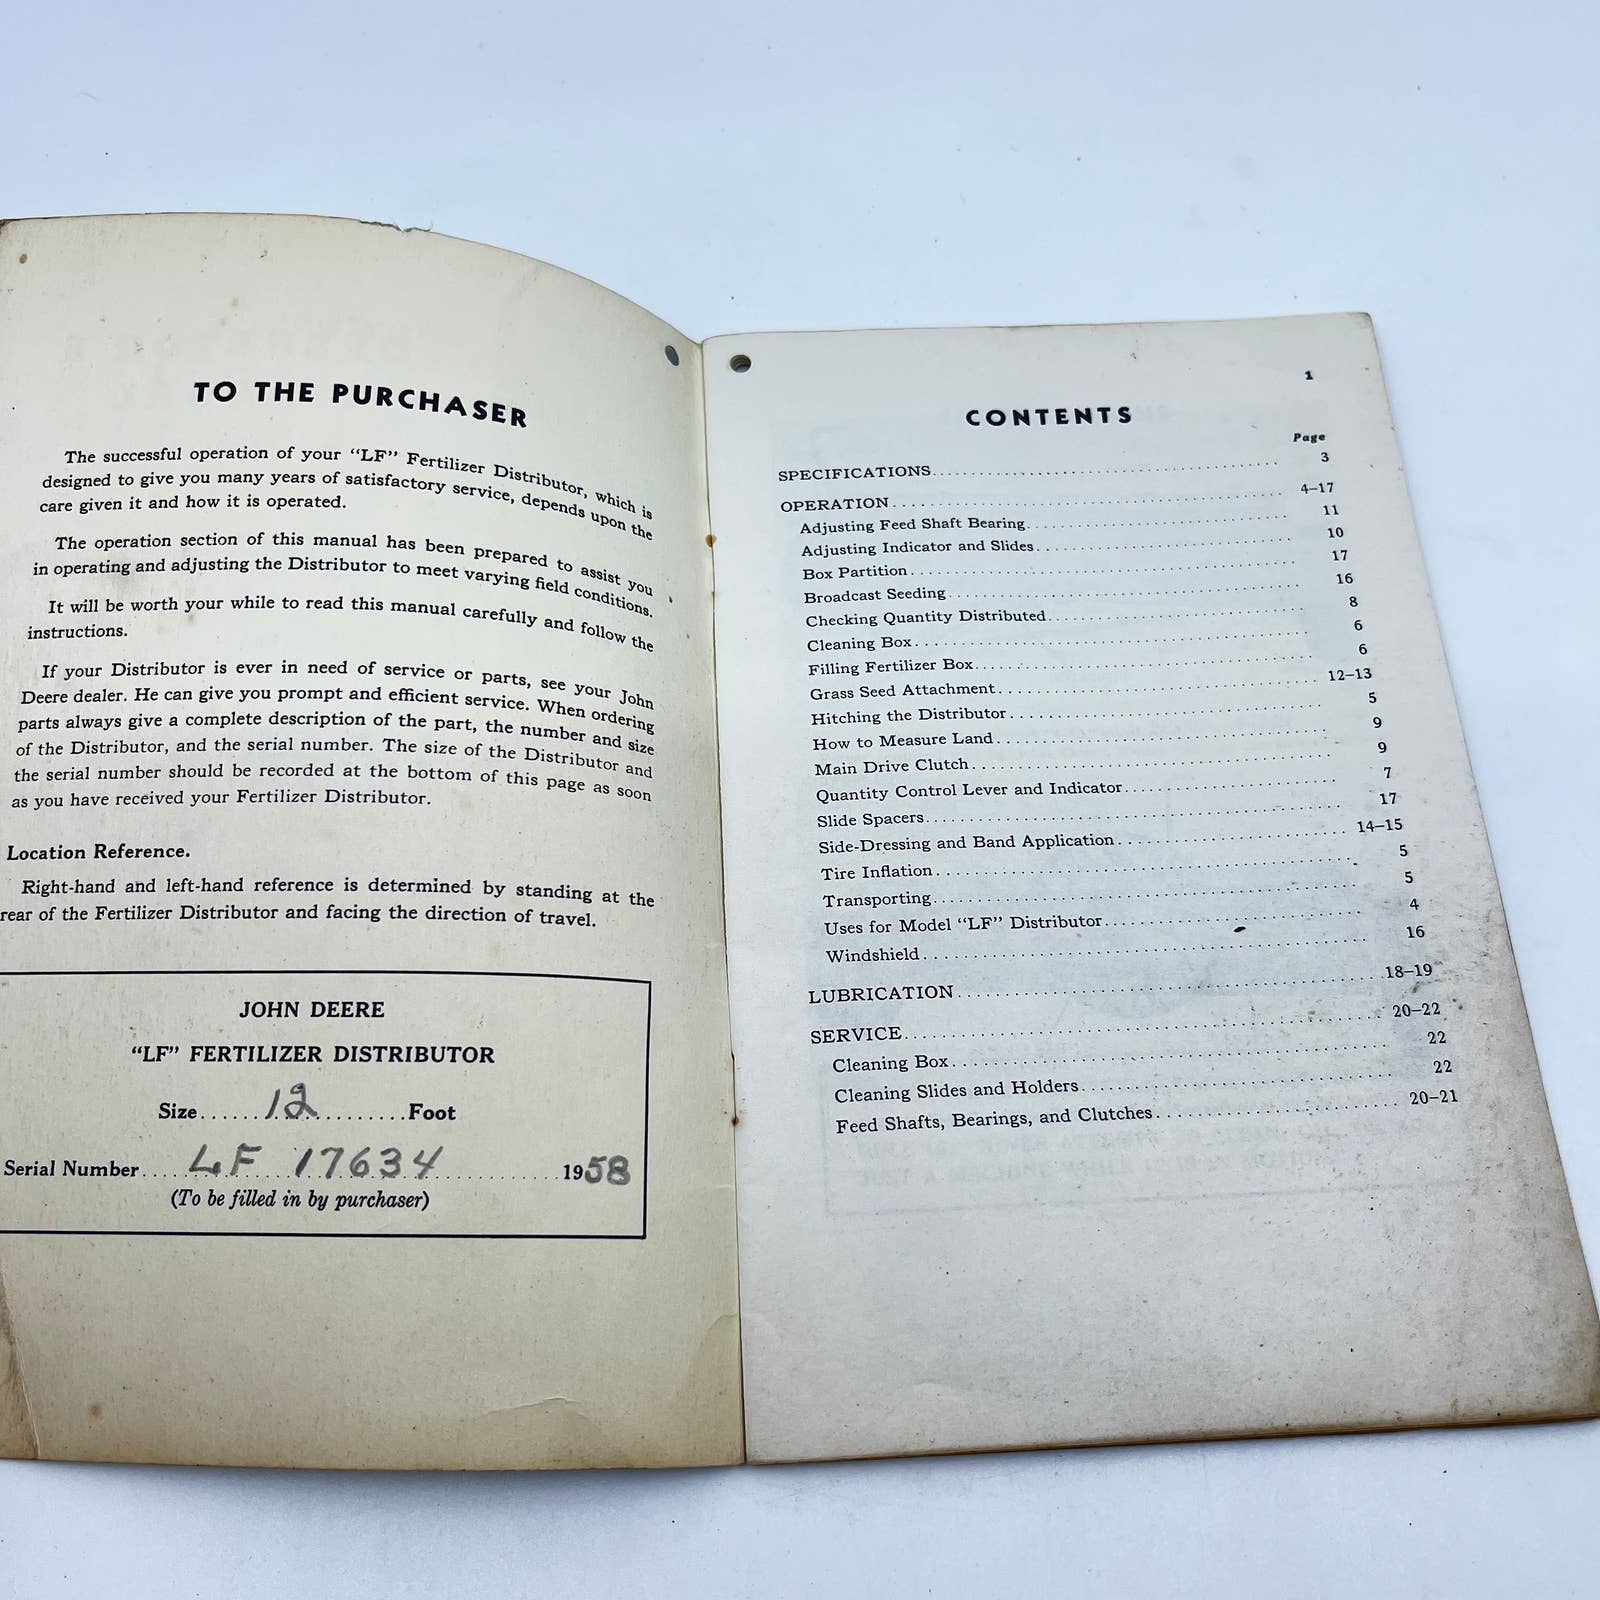 TO THE PURCHASER
The successful operation of your "LF" Fertilizer Distributor, which is
designed to give you many years of satisfactory service, depends upon the
care given it and how it is operated.
The operation section of this manual has been prepared to assist you
in operating and adjusting the Distributor to meet varying field conditions.
It will be worth your while to read this manual carefully and follow the
instructions.
If your Distributor is ever in need of service or parts, see your John
Deere dealer. He can give you prompt and efficient service. When ordering
parts always give a complete description of the part, the number and size
of the Distributor, and the serial number. The size of the Distributor and
the serial number should be recorded at the bottom of this page as soon
as you have received your Fertilizer Distributor.
Location Reference.
Right-hand and left-hand reference is determined by standing at the
rear of the Fertilizer Distributor and facing the direction of travel.
JOHN DEERE
"LF" FERTILIZER DISTRIBUTOR
Size......12.........Foot
Serial Number....LF 17634............1958
(To be filled in by purchaser)
1
CONTENTS
Page
SPECIFICATIONS........ 3
OPERATION........ 4–17
Adjusting Feed Shaft Bearing........ 11
Adjusting Indicator and Slides........ 10
Box Partition........ 17
Broadcast Seeding........ 16
Checking Quantity Distributed........ 8
Cleaning Box........ 6
Filling Fertilizer Box........ 6
Grass Seed Attachment........ 12–13
Hitching the Distributor........ 5
How to Measure Land........ 9
Main Drive Clutch........ 9
Quantity Control Lever and Indicator........ 7
Slide Spacers........ 17
Side-Dressing and Band Application........ 14–15
Tire Inflation........ 5
Transporting........ 5
Uses for Model "LF" Distributor........ 4
Windshield........ 16
LUBRICATION........ 18–19
SERVICE........ 20–22
Cleaning Box........ 22
Cleaning Slides and Holders........ 22
Feed Shafts, Bearings, and Clutches........ 20–21